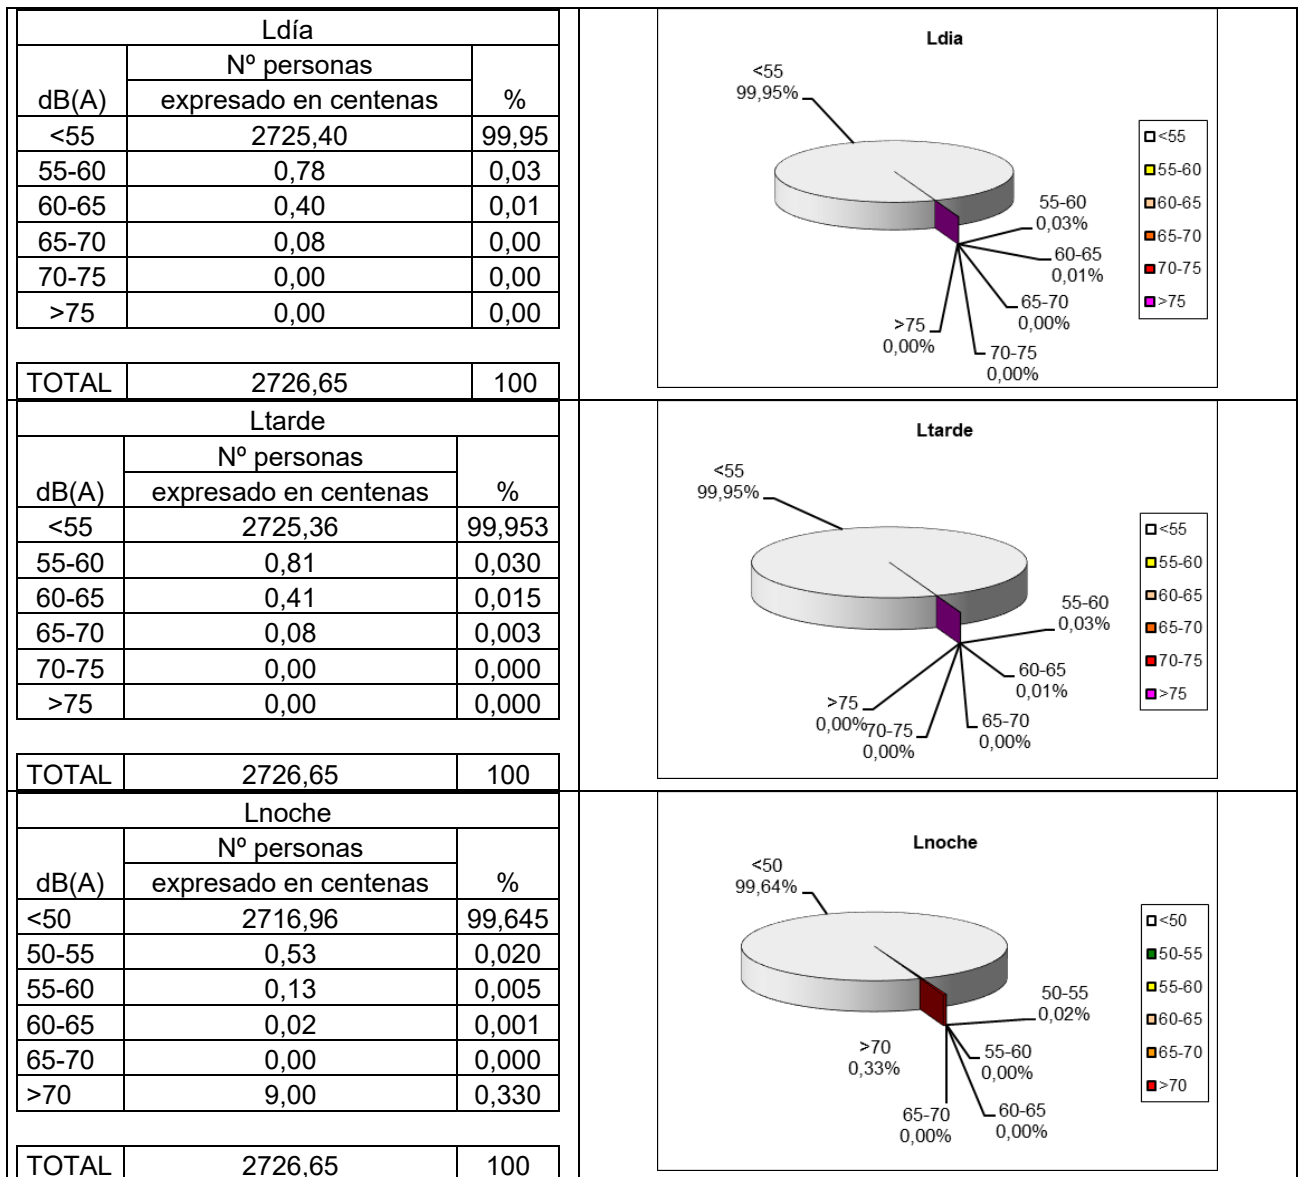 Ldía
Nº personas
dB(A) expresado en centenas %
<55 2725,40 99,95
55-60 0,78 0,03
60-65 0,40 0,01
65-70 0,08 0,00
70-75 0,00 0,00
>75 0,00 0,00
TOTAL 2726,65 100
Ldia
<55
99,95%
55-60
0,03%
60-65
0,01%
65-70
0,00%
70-75
0,00%
>75
0,00%
<55
55-60
60-65
65-70
70-75
>75
Ltarde
Nº personas
dB(A) expresado en centenas %
<55 2725,36 99,953
55-60 0,81 0,030
60-65 0,41 0,015
65-70 0,08 0,003
70-75 0,00 0,000
>75 0,00 0,000
TOTAL 2726,65 100
Ltarde
<55
99,95%
55-60
0,03%
60-65
0,01%
65-70
0,00%
70-75
0,00%
>75
0,00%
<55
55-60
60-65
65-70
70-75
>75
Lnoche
Nº personas
dB(A) expresado en centenas %
<50 2716,96 99,645
50-55 0,53 0,020
55-60 0,13 0,005
60-65 0,02 0,001
65-70 0,00 0,000
>70 9,00 0,330
TOTAL 2726,65 100
Lnoche
<50
99,64%
50-55
0,02%
55-60
0,00%
60-65
0,00%
65-70
0,00%
>70
0,33%
<50
50-55
55-60
60-65
65-70
>70